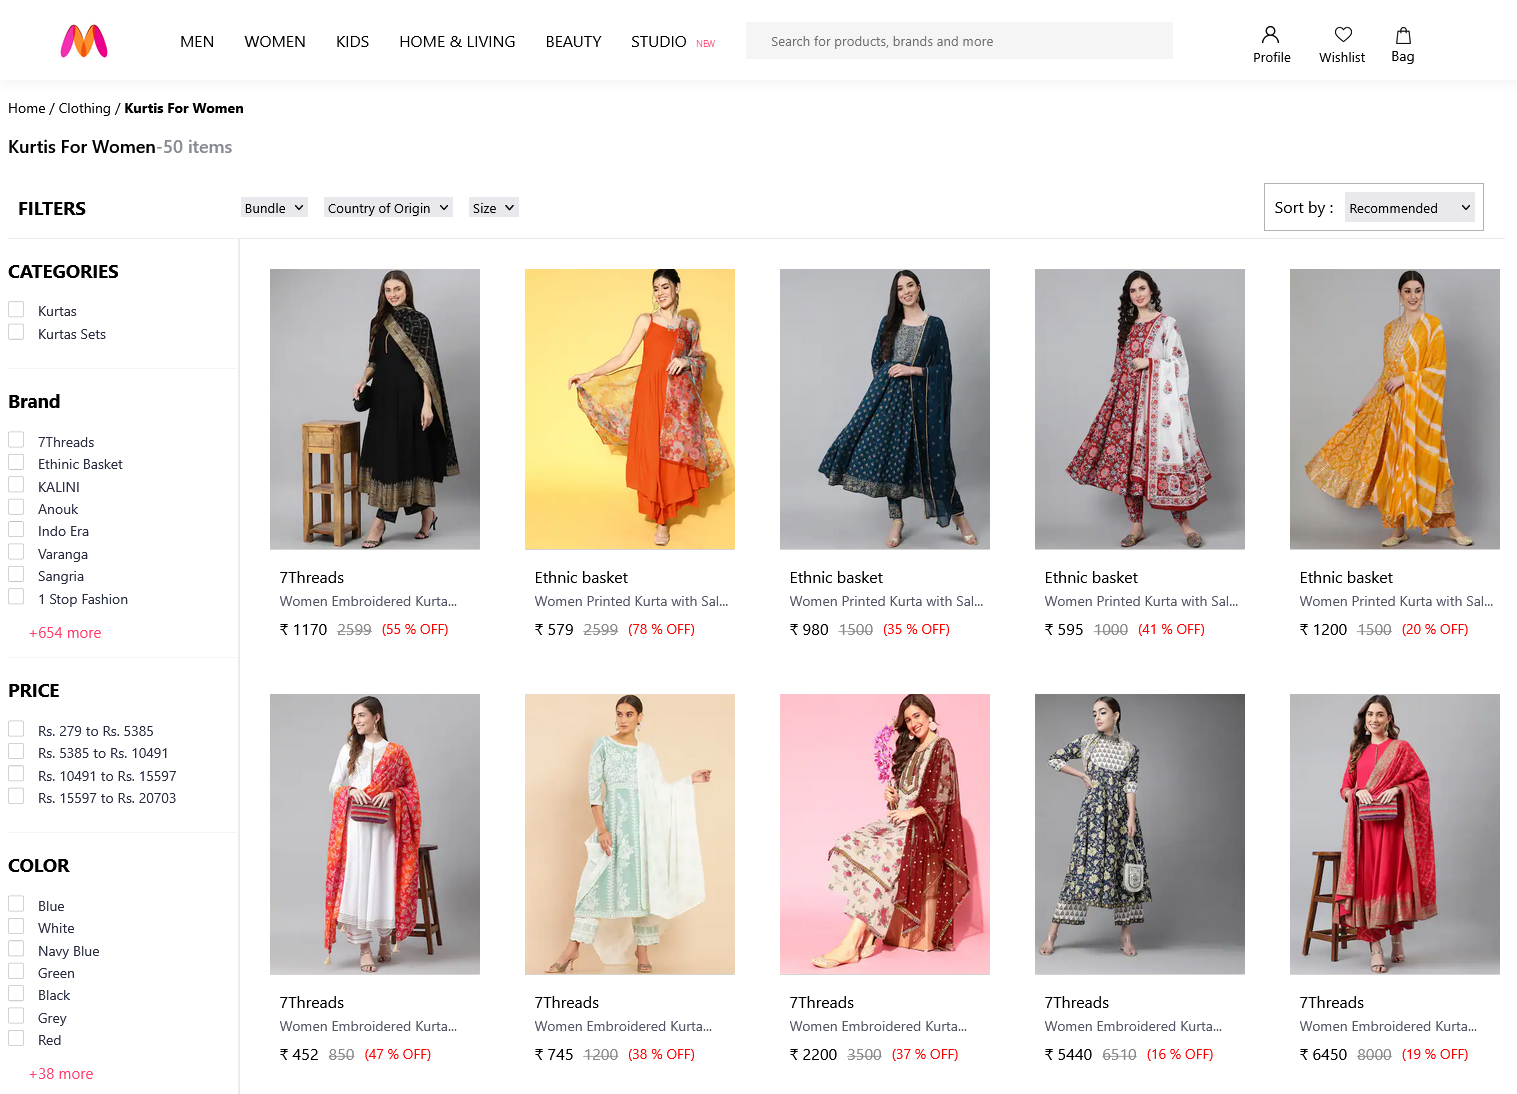 MEN WOMEN KIDS HOME & LIVING BEAUTY STUDIO NEW Search for products, brands and more Profile Wishlist Bag
Home / Clothing / Kurtis For Women
Kurtis For Women-50 items
FILTERS Bundle Country of Origin Size Sort by : Recommended
CATEGORIES
Kurtas
Kurtas Sets
Brand
7Threads
Ethinic Basket
KALINI
Anouk
Indo Era
Varanga
Sangria
1 Stop Fashion
+654 more
PRICE
Rs. 279 to Rs. 5385
Rs. 5385 to Rs. 10491
Rs. 10491 to Rs. 15597
Rs. 15597 to Rs. 20703
COLOR
Blue
White
Navy Blue
Green
Black
Grey
Red
+38 more
7Threads
Women Embroidered Kurta...
₹ 1170 2599 (55 % OFF)
Ethnic basket
Women Printed Kurta with Sal...
₹ 579 2599 (78 % OFF)
Ethnic basket
Women Printed Kurta with Sal...
₹ 980 1500 (35 % OFF)
Ethnic basket
Women Printed Kurta with Sal...
₹ 595 1000 (41 % OFF)
Ethnic basket
Women Printed Kurta with Sal...
₹ 1200 1500 (20 % OFF)
7Threads
Women Embroidered Kurta...
₹ 452 850 (47 % OFF)
7Threads
Women Embroidered Kurta...
₹ 745 1200 (38 % OFF)
7Threads
Women Embroidered Kurta...
₹ 2200 3500 (37 % OFF)
7Threads
Women Embroidered Kurta...
₹ 5440 6510 (16 % OFF)
7Threads
Women Embroidered Kurta...
₹ 6450 8000 (19 % OFF)